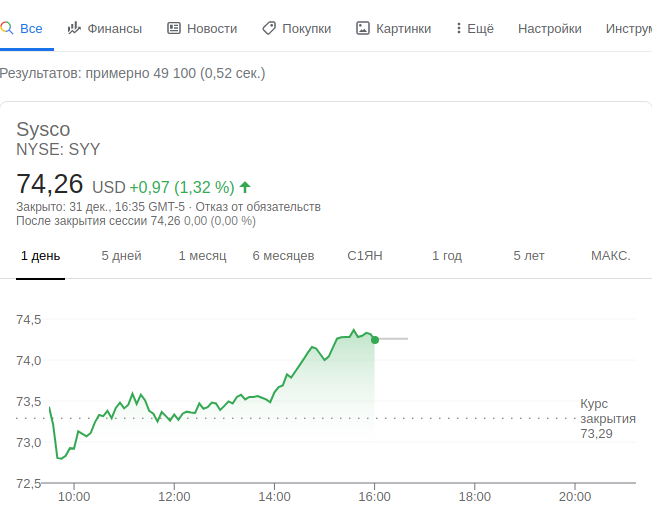 Все Финансы Новости Покупки Картинки Ещё Настройки Инструм
Результатов: примерно 49 100 (0,52 сек.)
Sysco
NYSE: SYY
74,26 USD +0,97 (1,32 %)
Закрыто: 31 дек., 16:35 GMT-5 · Отказ от обязательств
После закрытия сессии 74,26 0,00 (0,00 %)
1 день 5 дней 1 месяц 6 месяцев С1ЯН 1 год 5 лет МАКС.
74,5
74,0
73,5
Курс
закрытия
73,29
73,0
72,5
10:00 12:00 14:00 16:00 18:00 20:00